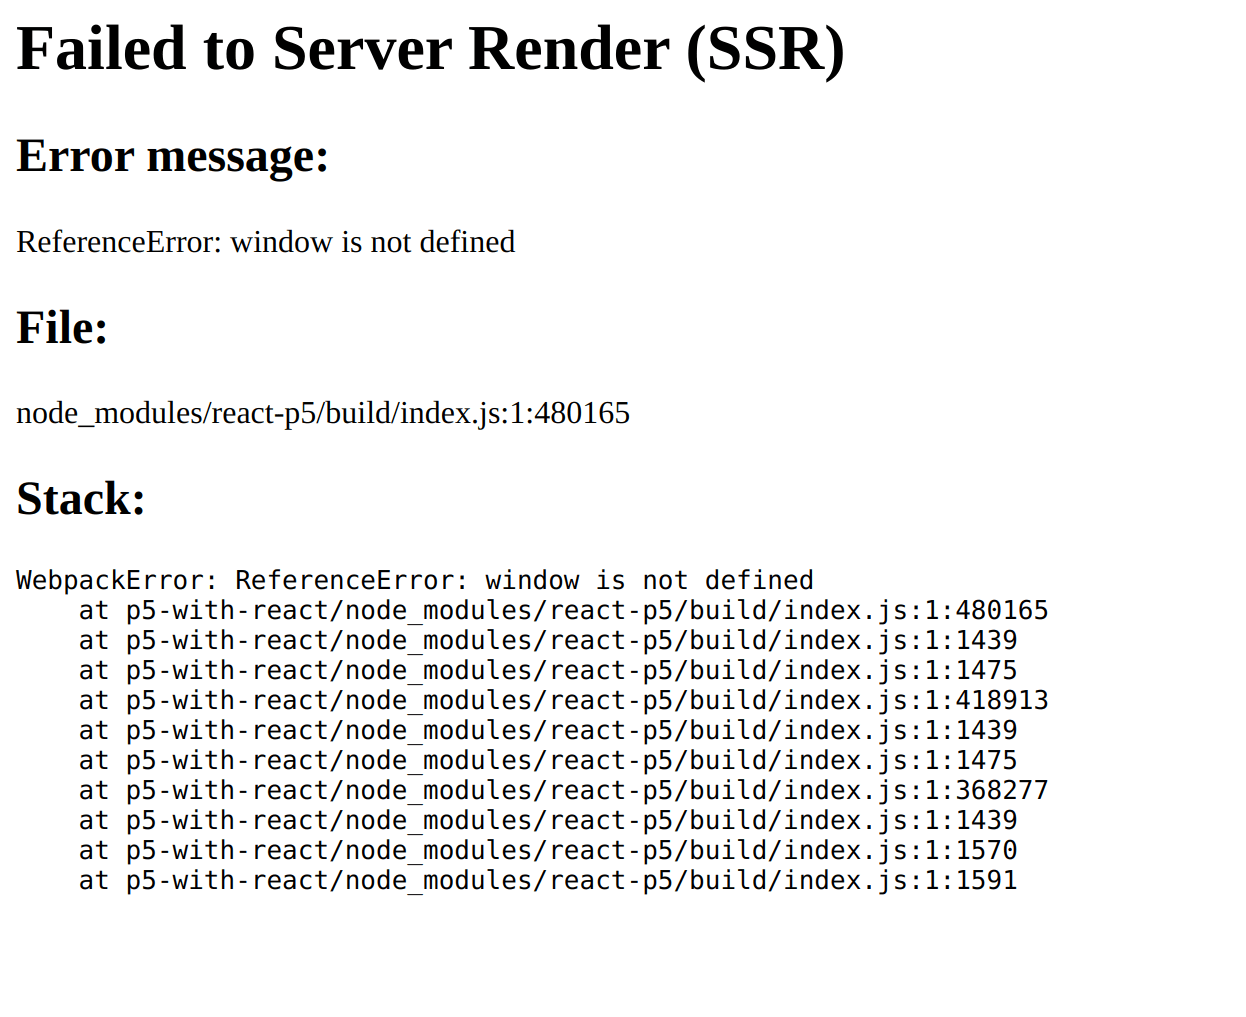 Failed to Server Render (SSR)
Error message:
ReferenceError: window is not defined
File:
node_modules/react-p5/build/index.js:1:480165
Stack:
WebpackError: ReferenceError: window is not defined
    at p5-with-react/node_modules/react-p5/build/index.js:1:480165
    at p5-with-react/node_modules/react-p5/build/index.js:1:1439
    at p5-with-react/node_modules/react-p5/build/index.js:1:1475
    at p5-with-react/node_modules/react-p5/build/index.js:1:418913
    at p5-with-react/node_modules/react-p5/build/index.js:1:1439
    at p5-with-react/node_modules/react-p5/build/index.js:1:1475
    at p5-with-react/node_modules/react-p5/build/index.js:1:368277
    at p5-with-react/node_modules/react-p5/build/index.js:1:1439
    at p5-with-react/node_modules/react-p5/build/index.js:1:1570
    at p5-with-react/node_modules/react-p5/build/index.js:1:1591